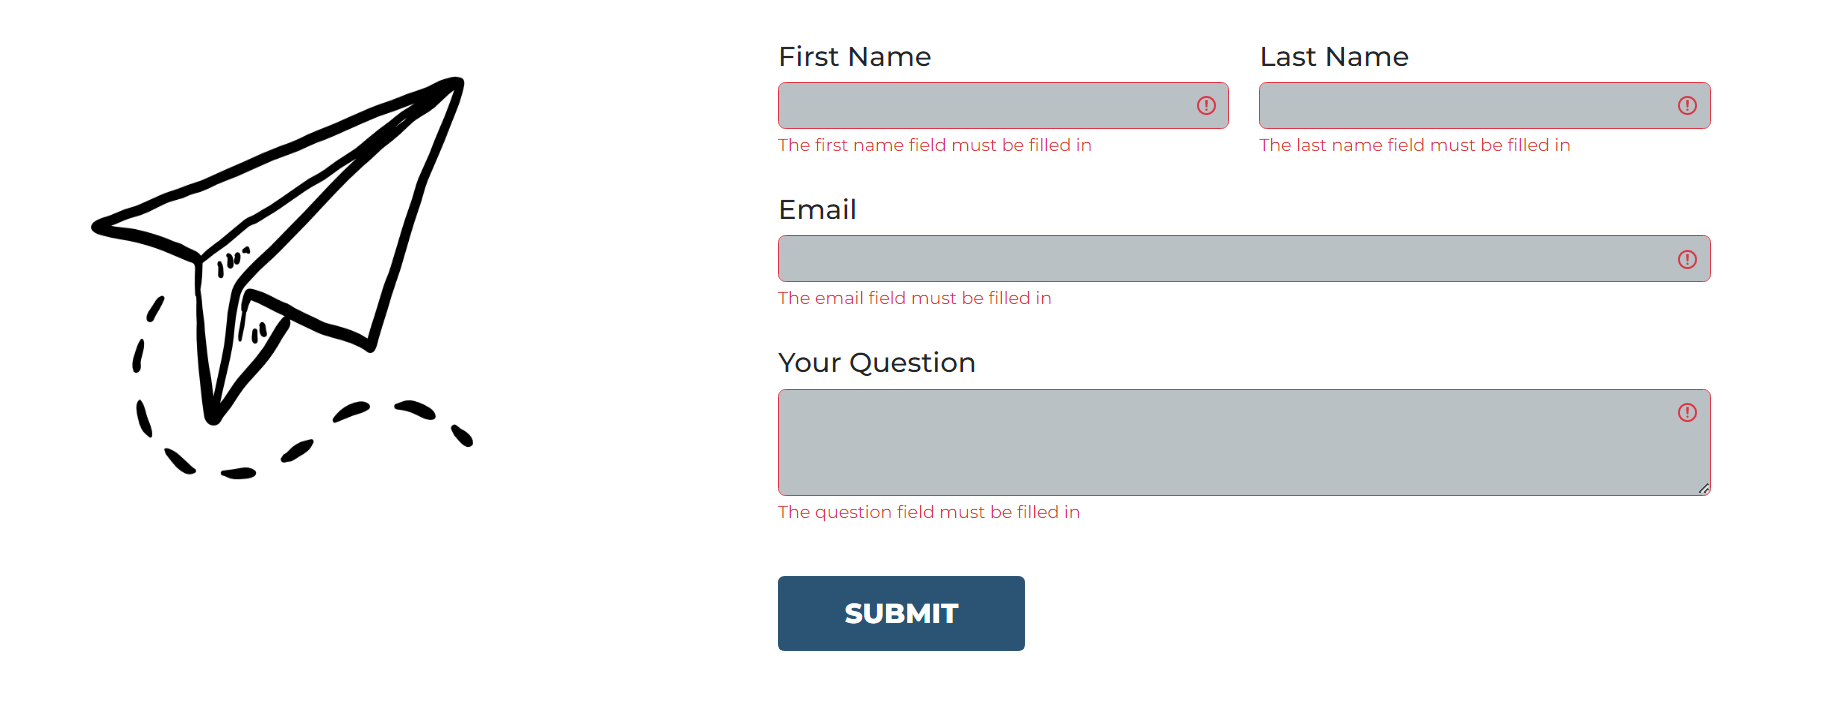 First Name
Last Name
The first name field must be filled in
The last name field must be filled in
Email
The email field must be filled in
Your Question
The question field must be filled in
SUBMIT